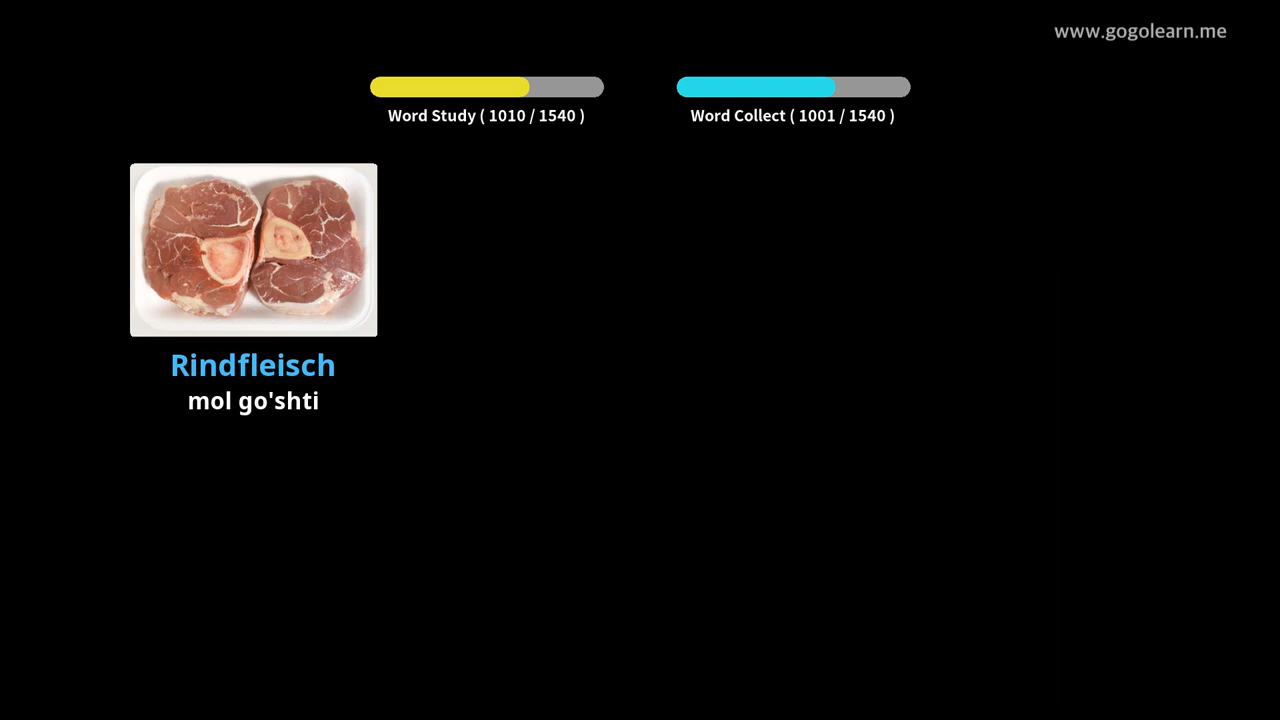 www.gogolearn.me
Word Study ( 1010 / 1540 )
Word Collect ( 1001 / 1540 )
Rindfleisch
mol go'shti